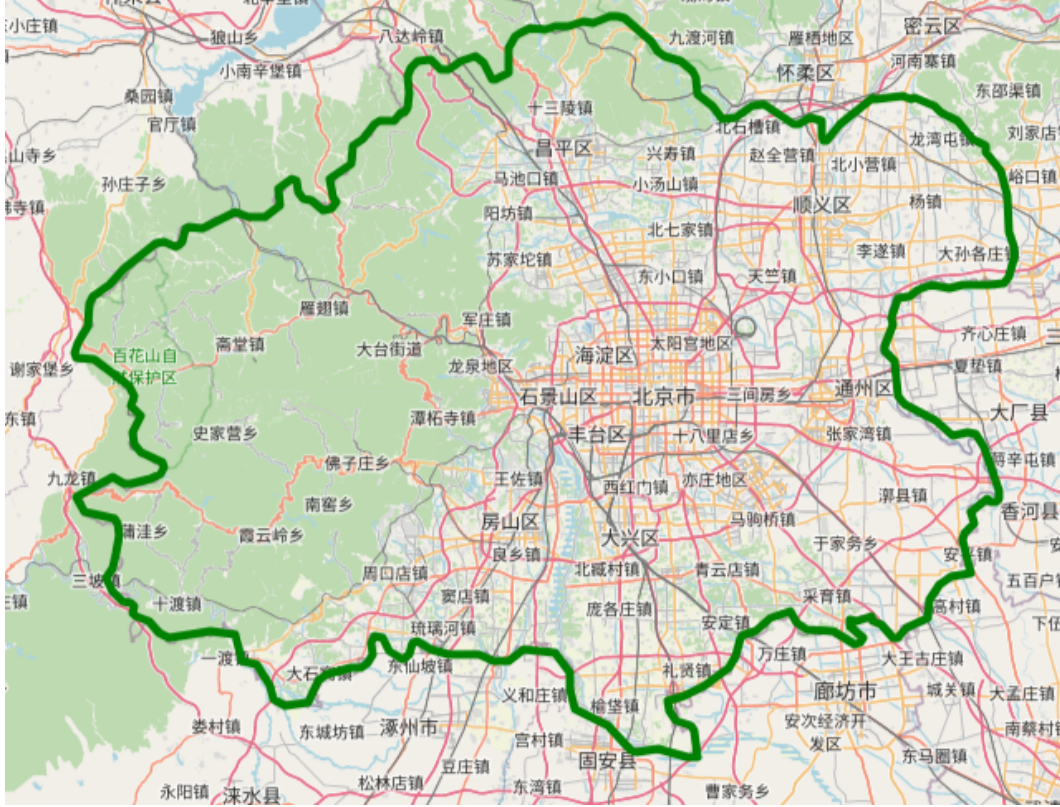 小庄镇
狼山乡
八达岭镇
九渡河镇
雁栖地区
密云区
小南辛堡镇
怀柔区
河南寨镇
桑园镇
东邵渠镇
十三陵镇
官厅镇
北石槽镇
龙湾屯镇
刘家店
昌平区
山寺乡
兴寿镇
赵全营镇
北小营镇
峪口镇
孙庄子乡
马池口镇
小汤山镇
阳坊镇
顺义区
杨镇
北七家镇
李遂镇
大孙各庄镇
苏家坨镇
东小口镇
天竺镇
雁翅镇
军庄镇
齐心庄镇
斋堂镇
大台街道
海淀区
太阳宫地区
百花山自
然保护区
谢家堡乡
龙泉地区
夏垫镇
石景山区
北京市
三间房乡
通州区
大厂县
东镇
潭柘寺镇
史家营乡
丰台区
十八里店乡
张家湾镇
佛子庄乡
九龙镇
王佐镇
西红门镇
亦庄地区
漷县镇
南窖乡
香河县
蒲洼乡
霞云岭乡
房山区
马驹桥镇
大兴区
于家务乡
良乡镇
安平镇
三坡镇
周口店镇
北臧村镇
青云店镇
五百户
十渡镇
窦店镇
庞各庄镇
采育镇
高村镇
琉璃河镇
安定镇
一渡镇
大石窝镇
东仙坡镇
礼贤镇
万庄镇
大王古庄镇
义和庄镇
廊坊市
城关镇
大孟庄镇
榆垡镇
娄村镇
东城坊镇
涿州市
安次经济开
发区
南蔡村
宫村镇
固安县
东马圈镇
豆庄镇
松林店镇
东湾镇
曹家务乡
永阳镇
涞水县